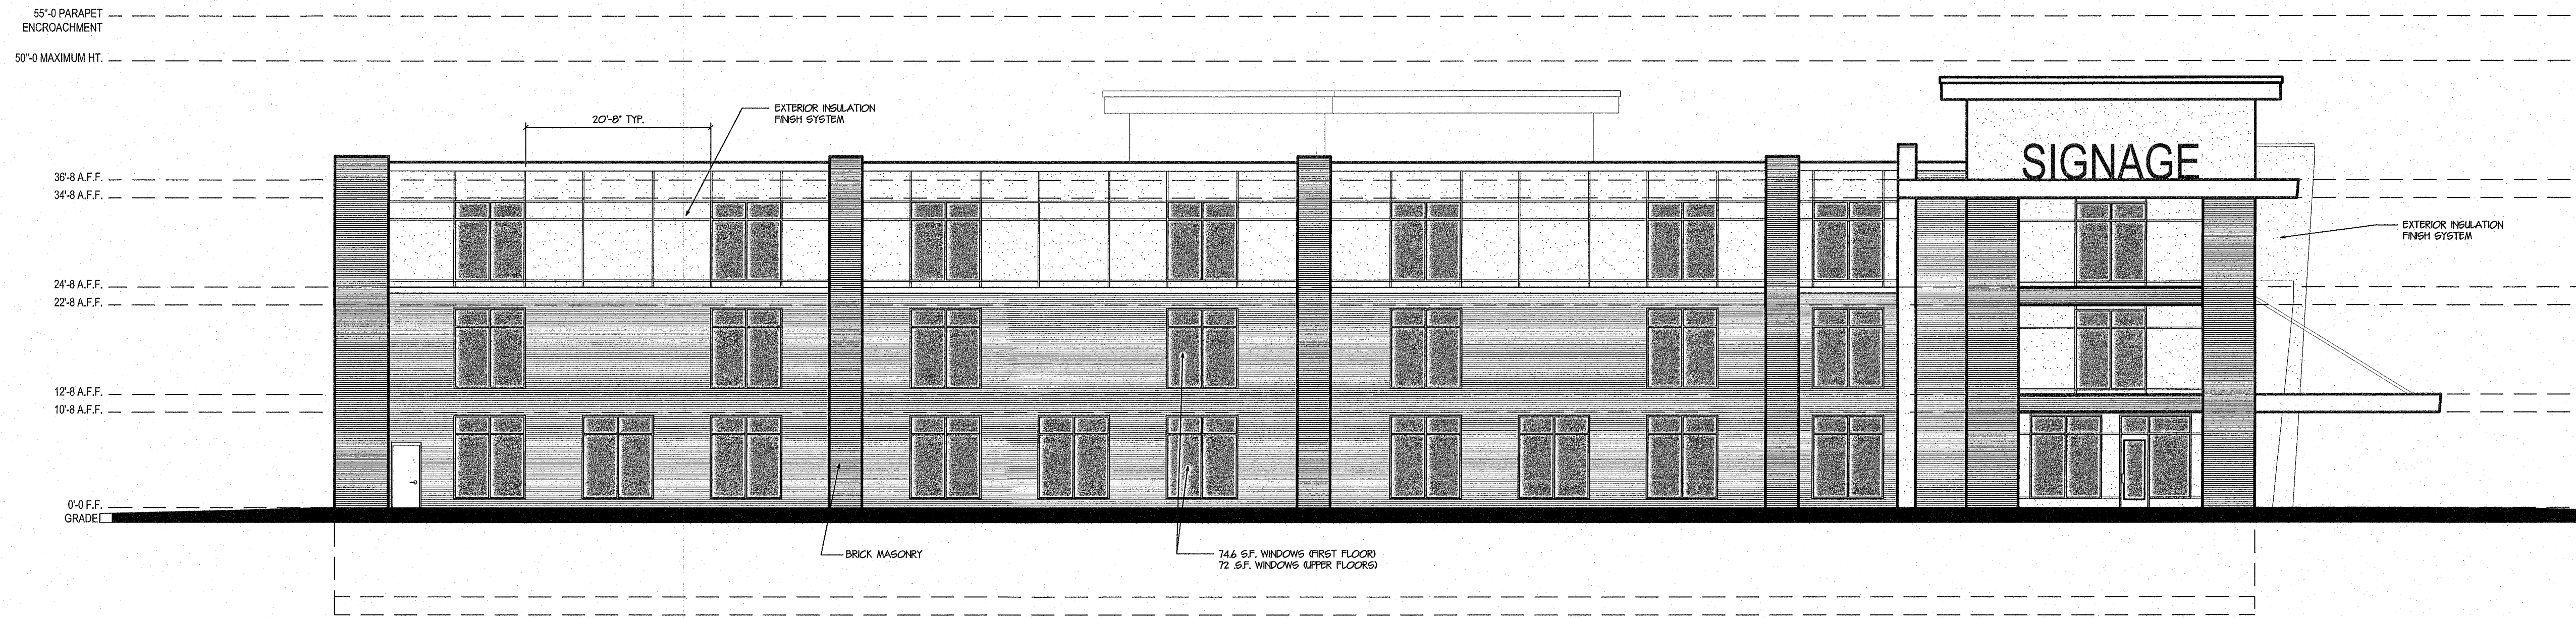 55"-0 PARAPET
ENCROACHMENT
50"-0 MAXIMUM HT.
EXTERIOR INSULATION
FINISH SYSTEM
20'-8" TYP.
SIGNAGE
36'-8 A.F.F.
34'-8 A.F.F.
EXTERIOR INSULATION
FINISH SYSTEM
24'-8 A.F.F.
22'-8 A.F.F.
12'-8 A.F.F.
10'-8 A.F.F.
0'-0 F.F.
GRADE
BRICK MASONRY
74.6 S.F. WINDOWS (FIRST FLOOR)
72 .S.F. WINDOWS (UPPER FLOORS)